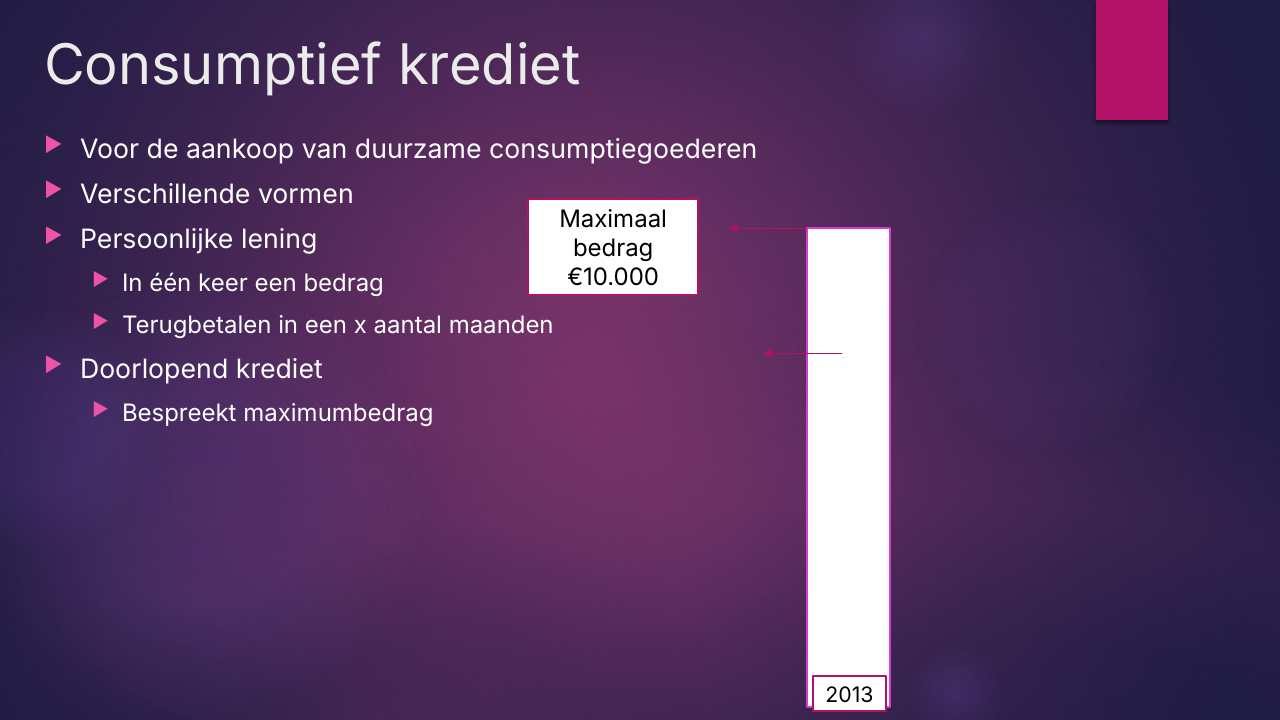 Consumptief krediet
Voor de aankoop van duurzame consumptiegoederen
Verschillende vormen
Persoonlijke lening
In één keer een bedrag
Terugbetalen in een x aantal maanden
Doorlopend krediet
Bespreekt maximumbedrag
Maximaal
bedrag
€10.000
2013